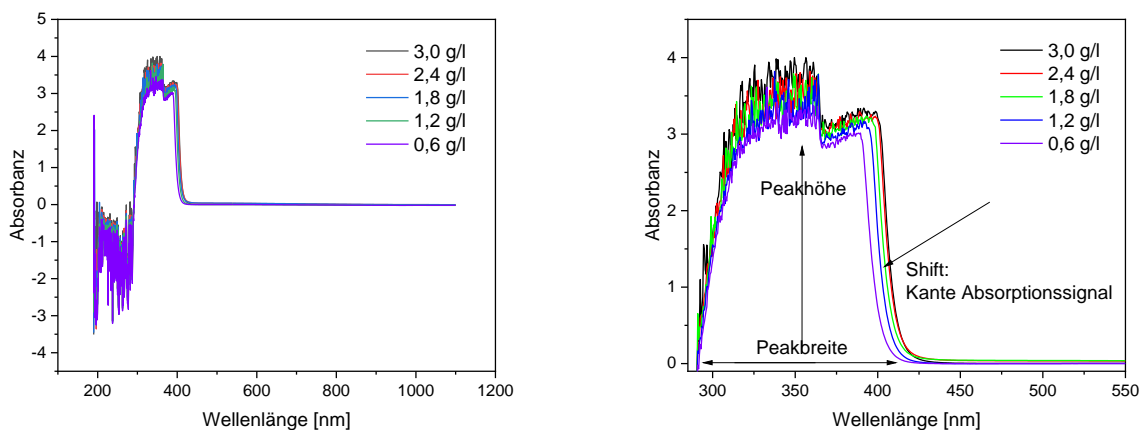 5
4
3
2
1
0
-1
-2
-3
-4
Absorbanz
3,0 g/l
2,4 g/l
1,8 g/l
1,2 g/l
0,6 g/l
200
400
600
800
1000
1200
Wellenlänge [nm]
4
3
2
1
0
Absorbanz
3,0 g/l
2,4 g/l
1,8 g/l
1,2 g/l
0,6 g/l
Peakhöhe
Shift:
Kante Absorptionssignal
Peakbreite
300
350
400
450
500
550
Wellenlänge [nm]